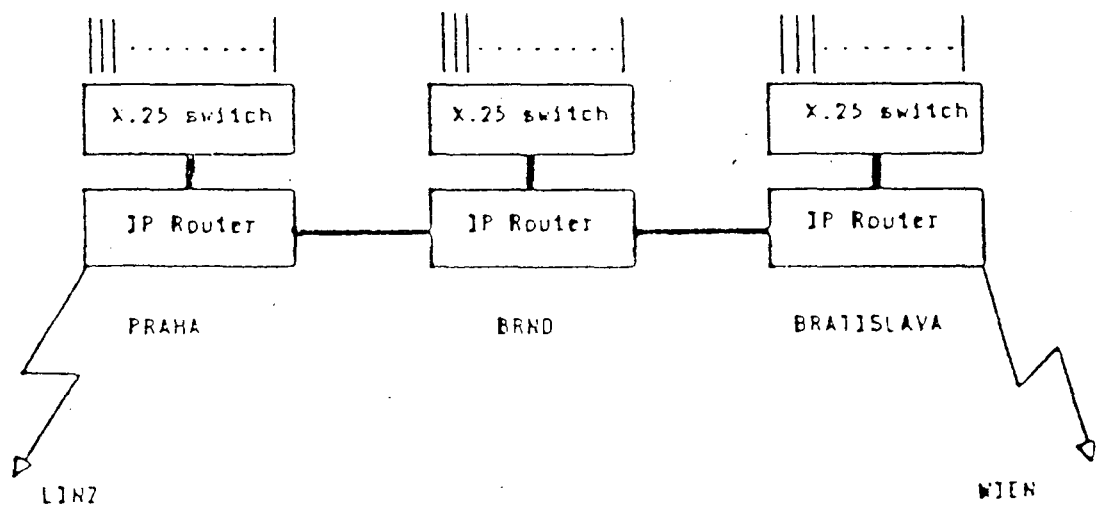 X.25 switch X.25 switch X.25 switch
IP Router IP Router IP Router
PRAHA BRNO BRATISLAVA
LINZ WIEN